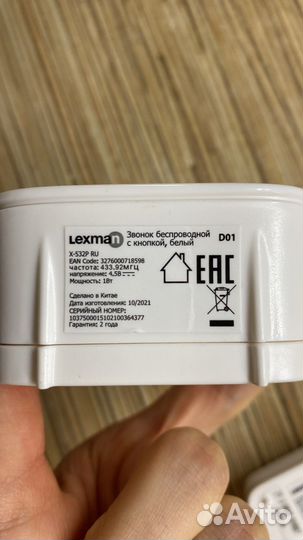 Lexman
Звонок беспроводной
с кнопкой, белый
D01
X-532P RU
EAN Code: 3276000718598
частота: 433.92МГц
напряжение: 4,5В
Мощность: 1Вт
Сделано в Китае
Дата изготовления: 10/2021
СЕРИЙНЫЙ НОМЕР:
1037500015102100364377
Гарантия: 2 года
EAC
Avito